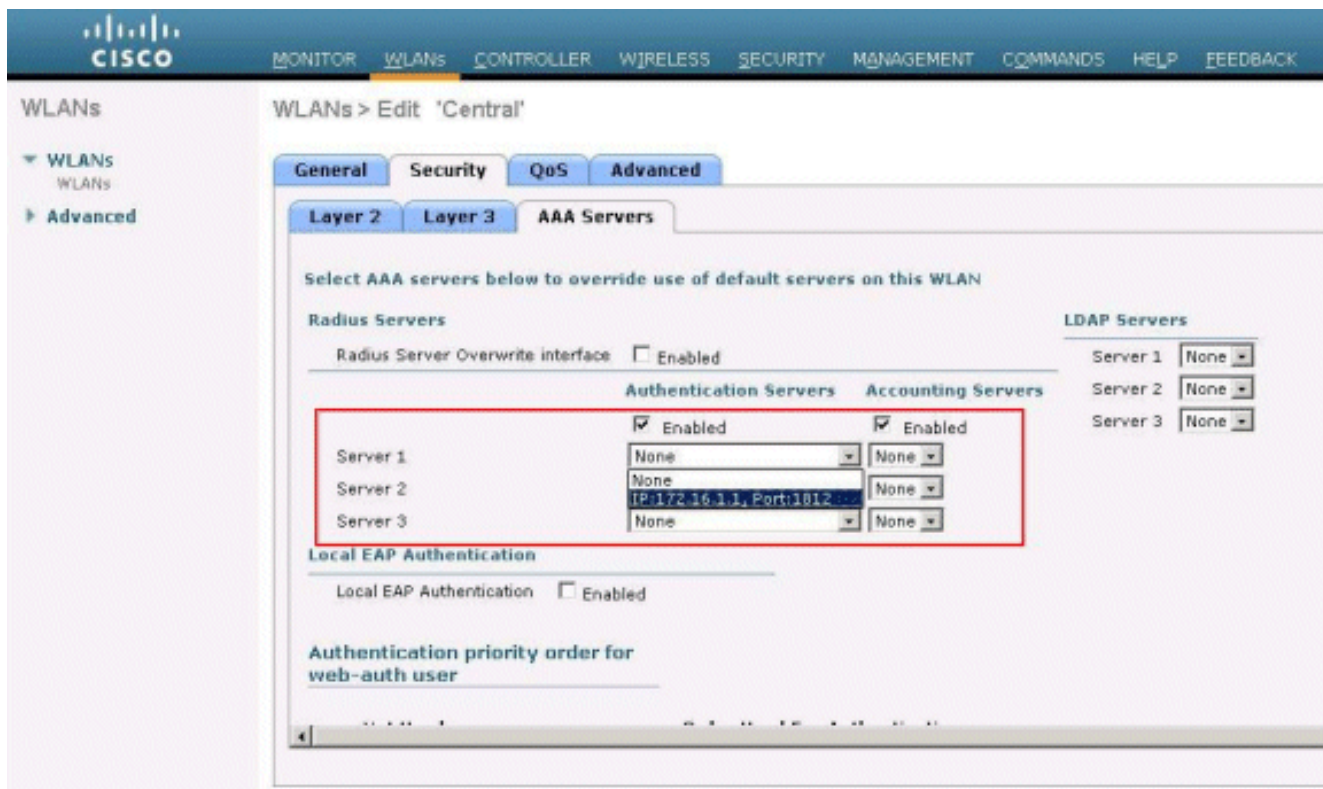 CISCO
MONITOR WLANs CONTROLLER WIRELESS SECURITY MANAGEMENT COMMANDS HELP FEEDBACK
WLANs
WLANs
WLANs
Advanced
WLANs > Edit 'Central'
General Security QoS Advanced
Layer 2 Layer 3 AAA Servers
Select AAA servers below to override use of default servers on this WLAN
Radius Servers
Radius Server Overwrite interface Enabled
Authentication Servers Accounting Servers
Enabled Enabled
Server 1 None None
None
Server 2 IP:172.16.1.1, Port:1812 None
Server 3 None None
LDAP Servers
Server 1 None
Server 2 None
Server 3 None
Local EAP Authentication
Local EAP Authentication Enabled
Authentication priority order for
web-auth user